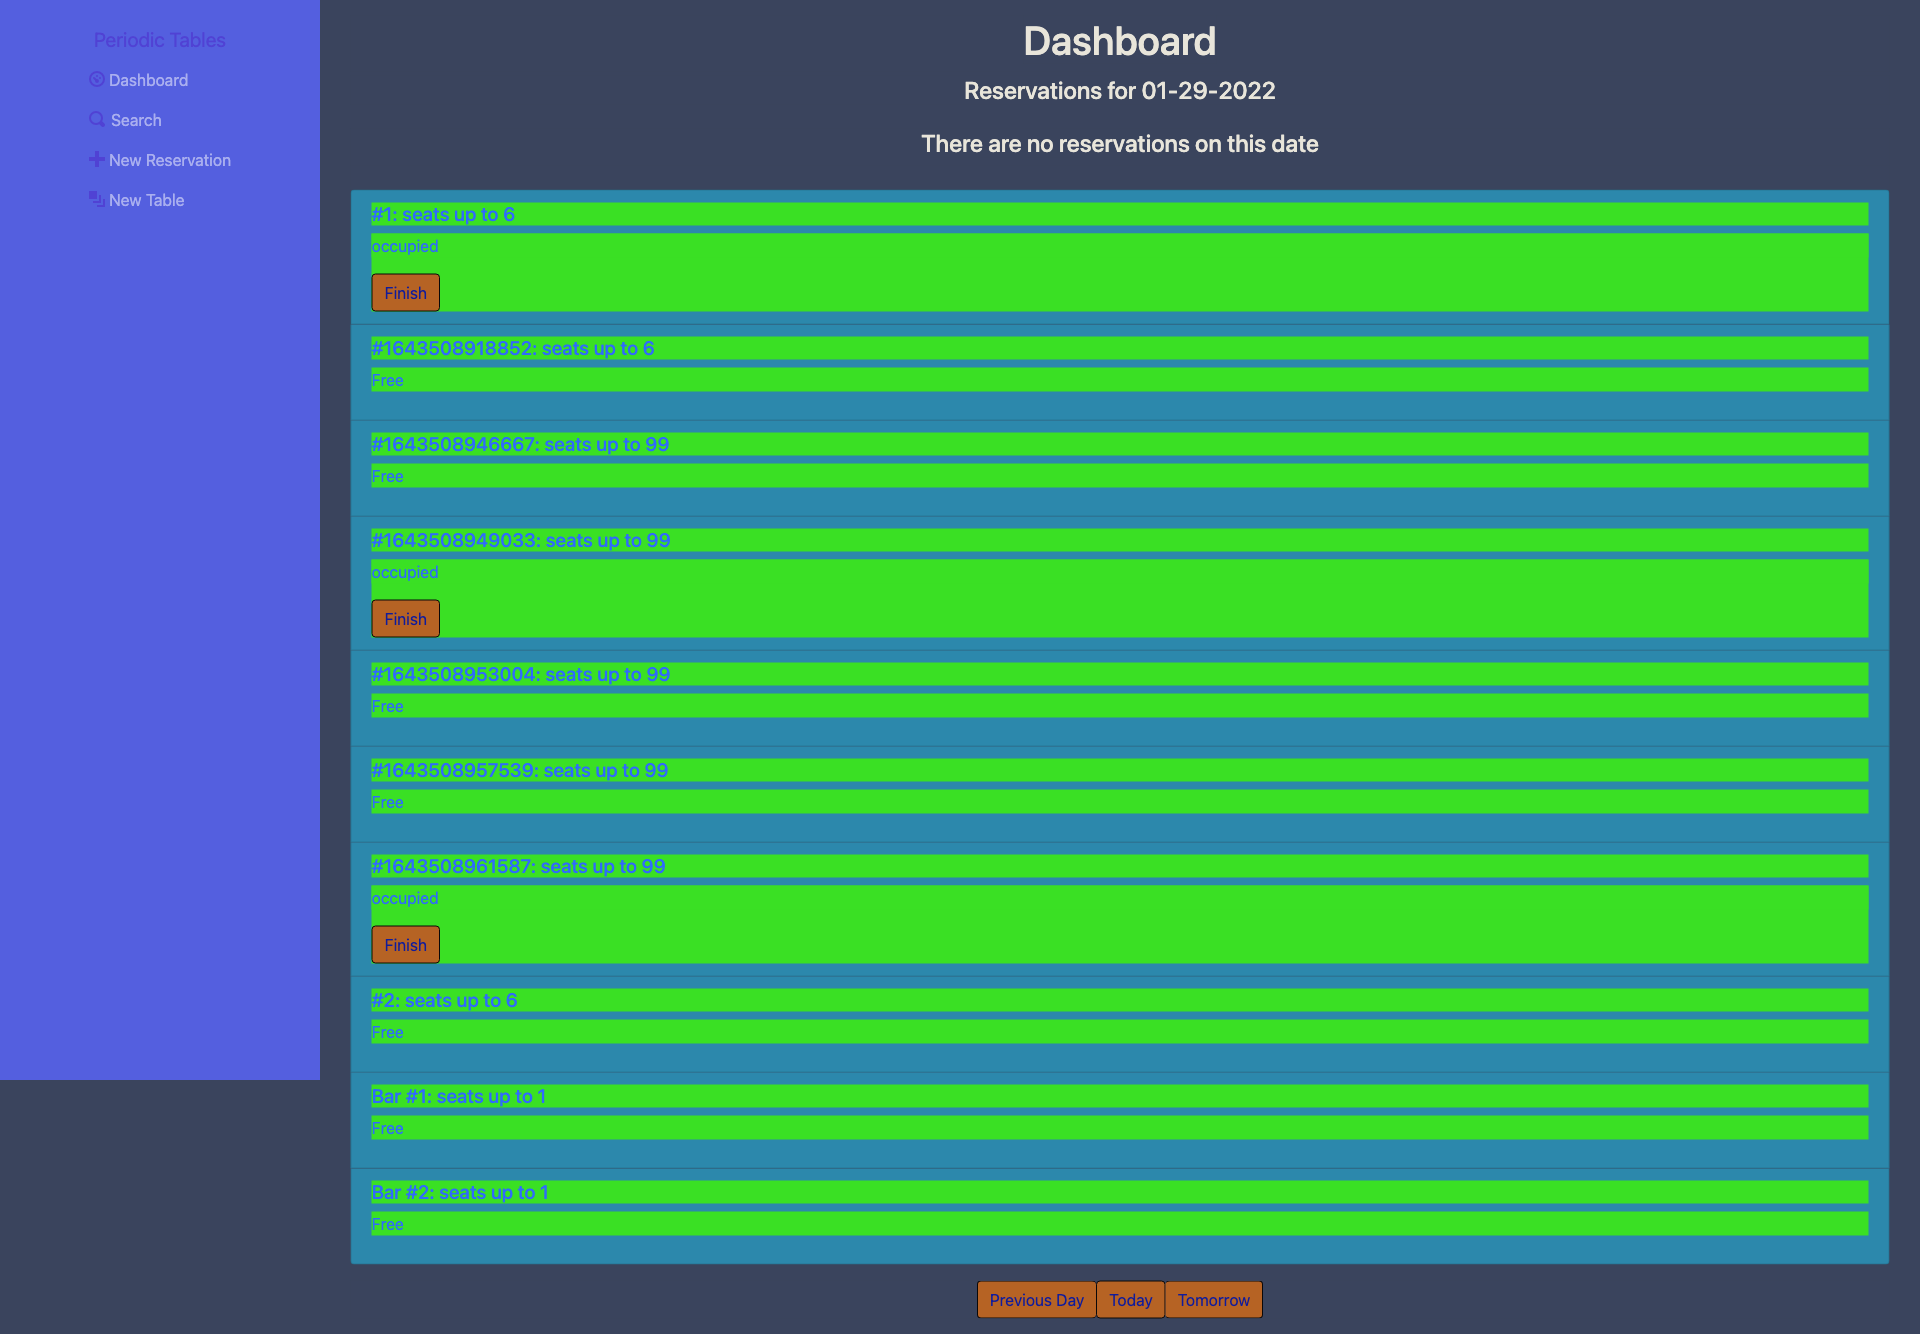 Periodic Tables
Dashboard
Search
New Reservation
New Table
Dashboard
Reservations for 01-29-2022
There are no reservations on this date
#1: seats up to 6
occupied
Finish
#1643508918852: seats up to 6
Free
#1643508946667: seats up to 99
Free
#1643508949033: seats up to 99
occupied
Finish
#1643508953004: seats up to 99
Free
#1643508957539: seats up to 99
Free
#1643508961587: seats up to 99
occupied
Finish
#2: seats up to 6
Free
Bar #1: seats up to 1
Free
Bar #2: seats up to 1
Free
Previous Day Today Tomorrow